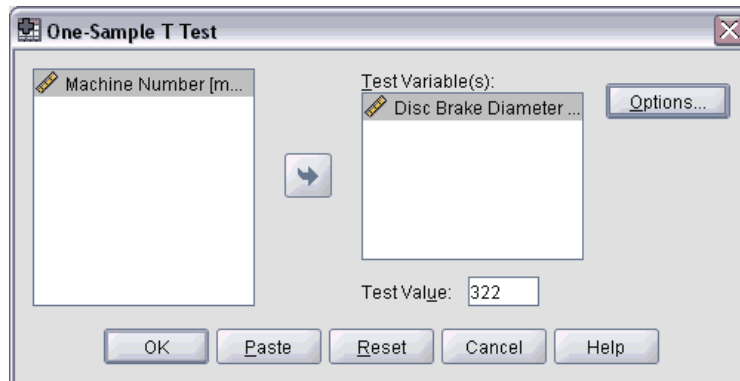 One-Sample T Test
Machine Number [m...
Test Variable(s):
Disc Brake Diameter ...
Options...
Test Value: 322
OK
Paste
Reset
Cancel
Help